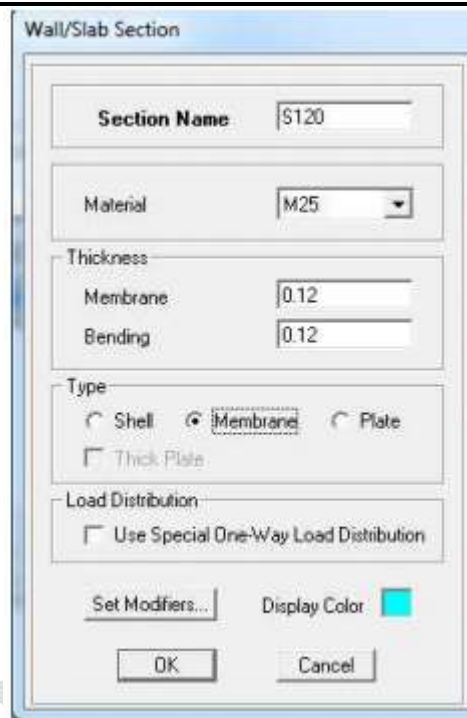 Wall/Slab Section
Section Name S120
Material M25
Thickness
Membrane 0.12
Bending 0.12
Type
Shell Membrane Plate
Thick Plate
Load Distribution
Use Special One-Way Load Distribution
Set Modifiers... Display Color
OK Cancel